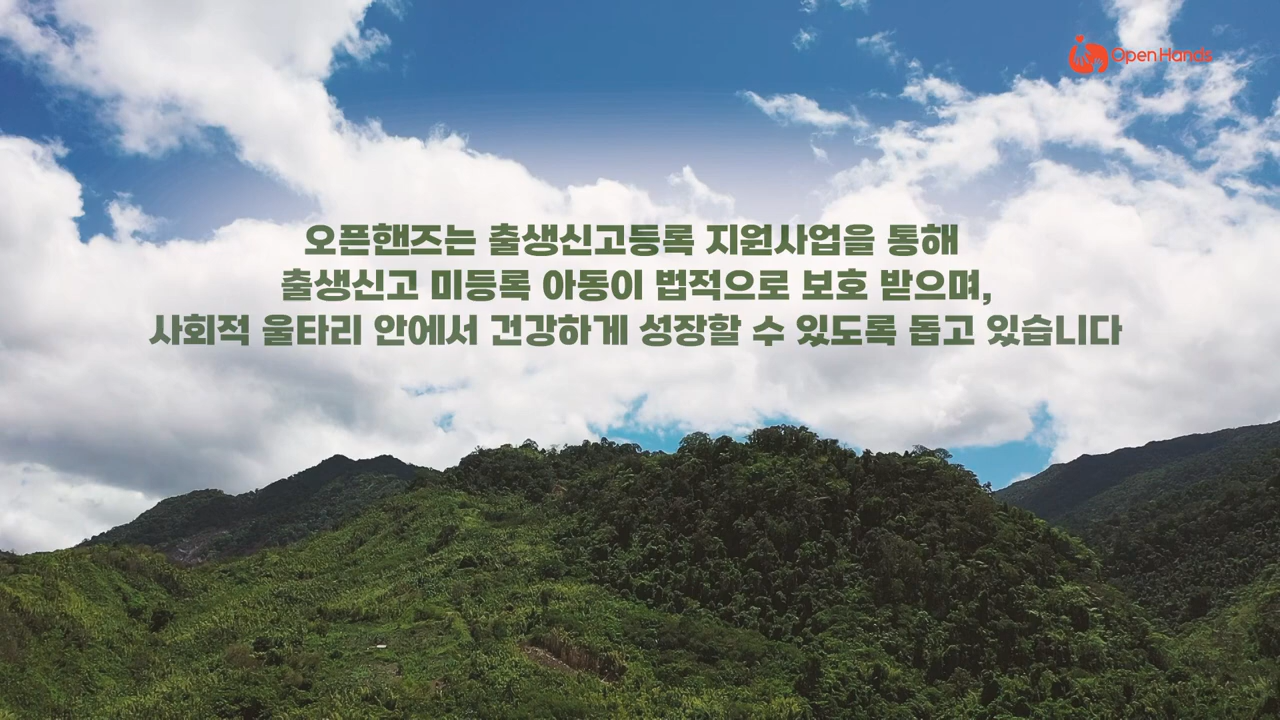 Open Hands
오픈핸즈는 출생신고등록 지원사업을 통해
출생신고 미등록 아동이 법적으로 보호 받으며,
사회적 울타리 안에서 건강하게 성장할 수 있도록 돕고 있습니다